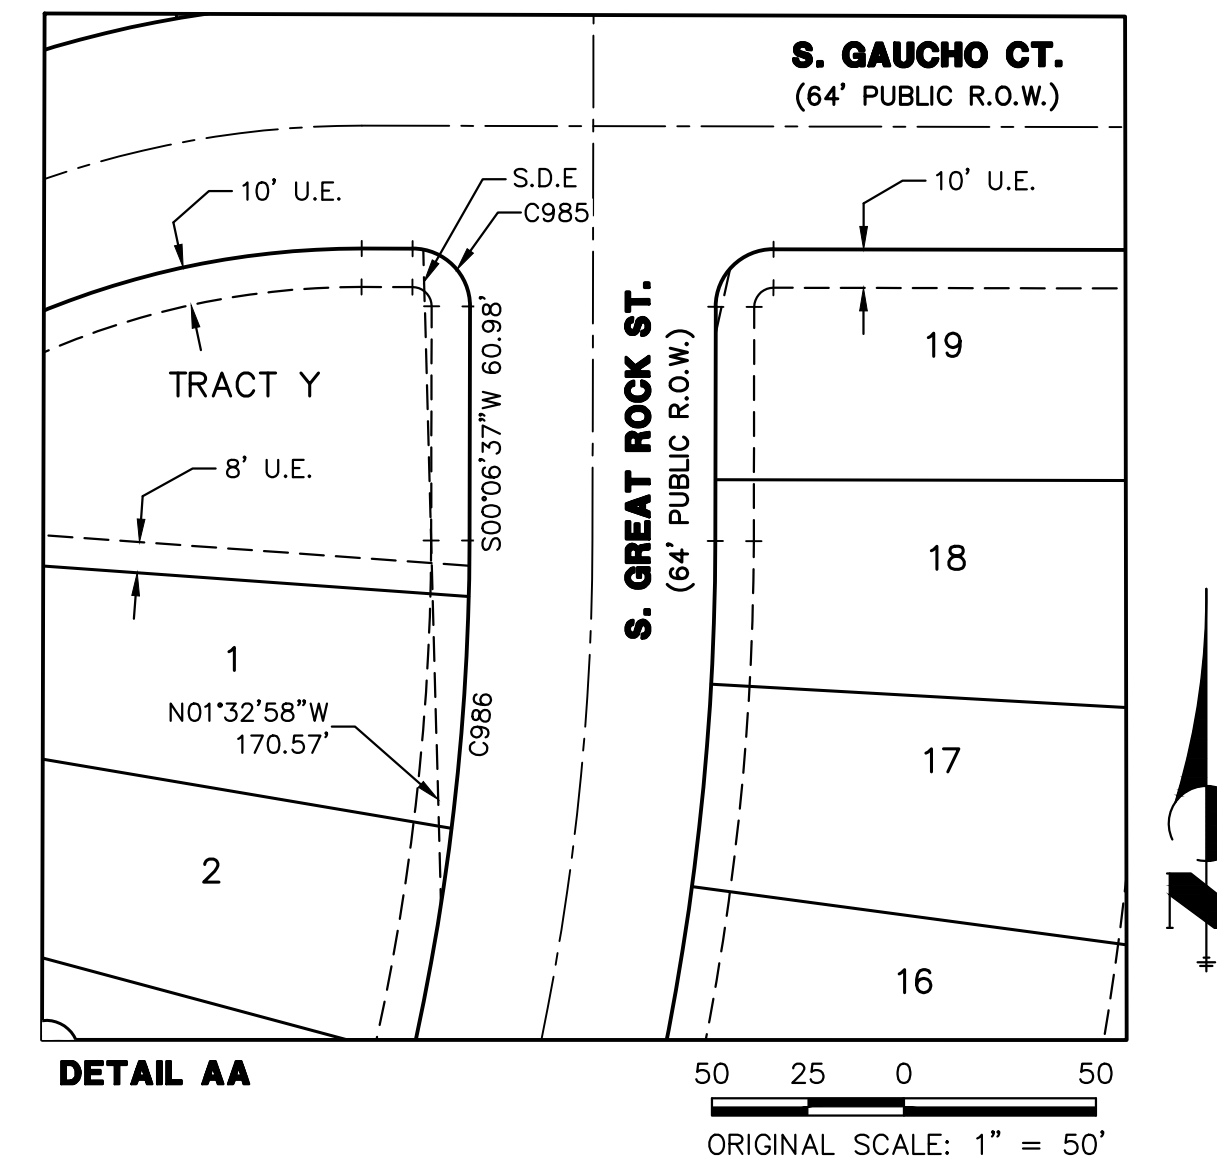 S. GAUCHO CT.
(64' PUBLIC R.O.W.)
10' U.E.
S.D.E
C985
10' U.E.
TRACT Y
S00°06'37"W 60.98'
S. GREAT ROCK ST.
(64' PUBLIC R.O.W.)
19
8' U.E.
18
1
N01°32'58"W
170.57'
C986
17
2
16
DETAIL AA
50 25 0 50
ORIGINAL SCALE: 1" = 50'
N